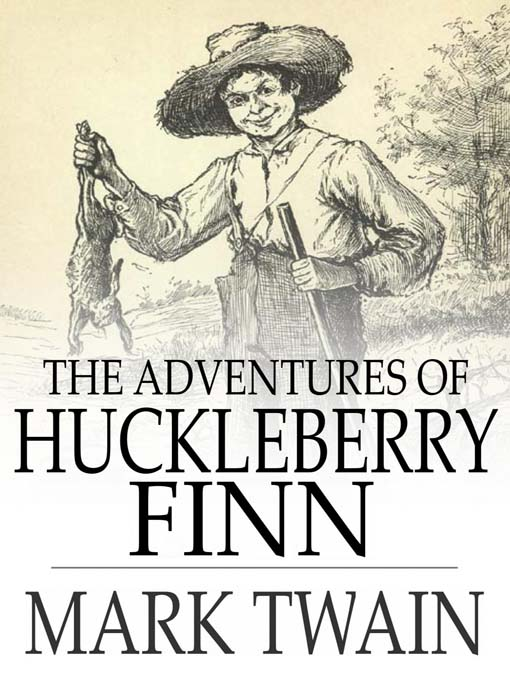 THE ADVENTURES OF
HUCKLEBERRY
FINN
MARK TWAIN